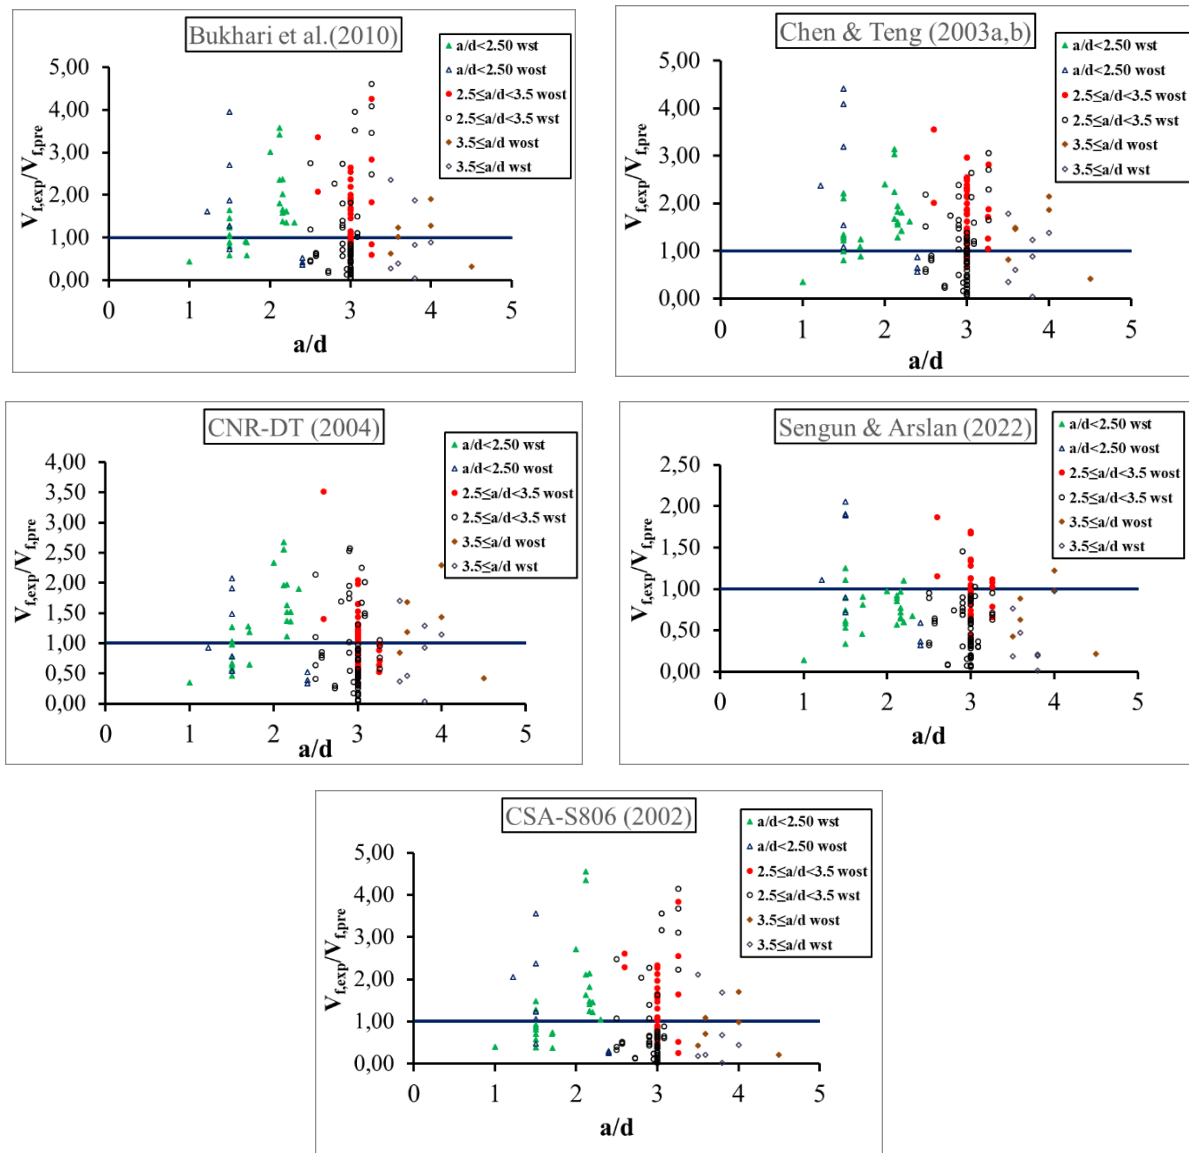 Bukhari et al.(2010)
a/d<2.50 wst
a/d<2.50 wost
2.5≤a/d<3.5 wost
2.5≤a/d<3.5 wst
3.5≤a/d wost
3.5≤a/d wst
5,00
4,00
3,00
2,00
1,00
0,00
0 1 2 3 4 5
V_{f,exp}/V_{f,pre}
a/d
Chen & Teng (2003a,b)
a/d<2.50 wst
a/d<2.50 wost
2.5≤a/d<3.5 wost
2.5≤a/d<3.5 wst
3.5≤a/d wost
3.5≤a/d wst
5,00
4,00
3,00
2,00
1,00
0,00
0 1 2 3 4 5
V_{f,exp}/V_{f,pre}
a/d
CNR-DT (2004)
a/d<2.50 wst
a/d<2.50 wost
2.5≤a/d<3.5 wost
2.5≤a/d<3.5 wst
3.5≤a/d wost
3.5≤a/d wst
4,00
3,50
3,00
2,50
2,00
1,50
1,00
0,50
0,00
0 1 2 3 4 5
V_{f,exp}/V_{f,pre}
a/d
Sengun & Arslan (2022)
a/d<2.50 wst
a/d<2.50 wost
2.5≤a/d<3.5 wost
2.5≤a/d<3.5 wst
3.5≤a/d wost
3.5≤a/d wst
2,50
2,00
1,50
1,00
0,50
0,00
0 1 2 3 4 5
V_{f,exp}/V_{f,pre}
a/d
CSA-S806 (2002)
a/d<2.50 wst
a/d<2.50 wost
2.5≤a/d<3.5 wost
2.5≤a/d<3.5 wst
3.5≤a/d wost
3.5≤a/d wst
5,00
4,00
3,00
2,00
1,00
0,00
0 1 2 3 4 5
V_{f,exp}/V_{f,pre}
a/d